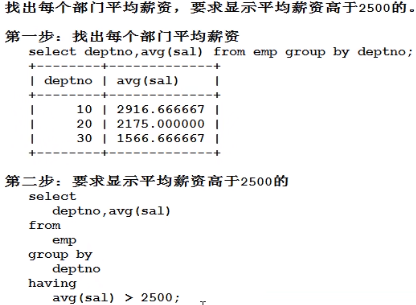 找出每个部门平均薪资，要求显示平均薪资高于2500的。
第一步：找出每个部门平均薪资
select deptno,avg(sal) from emp group by deptno;
+--------+-------------+
| deptno | avg(sal)    |
+--------+-------------+
|     10 | 2916.666667 |
|     20 | 2175.000000 |
|     30 | 1566.666667 |
+--------+-------------+
第二步：要求显示平均薪资高于2500的
select
deptno,avg(sal)
from
emp
group by
deptno
having
avg(sal) > 2500;